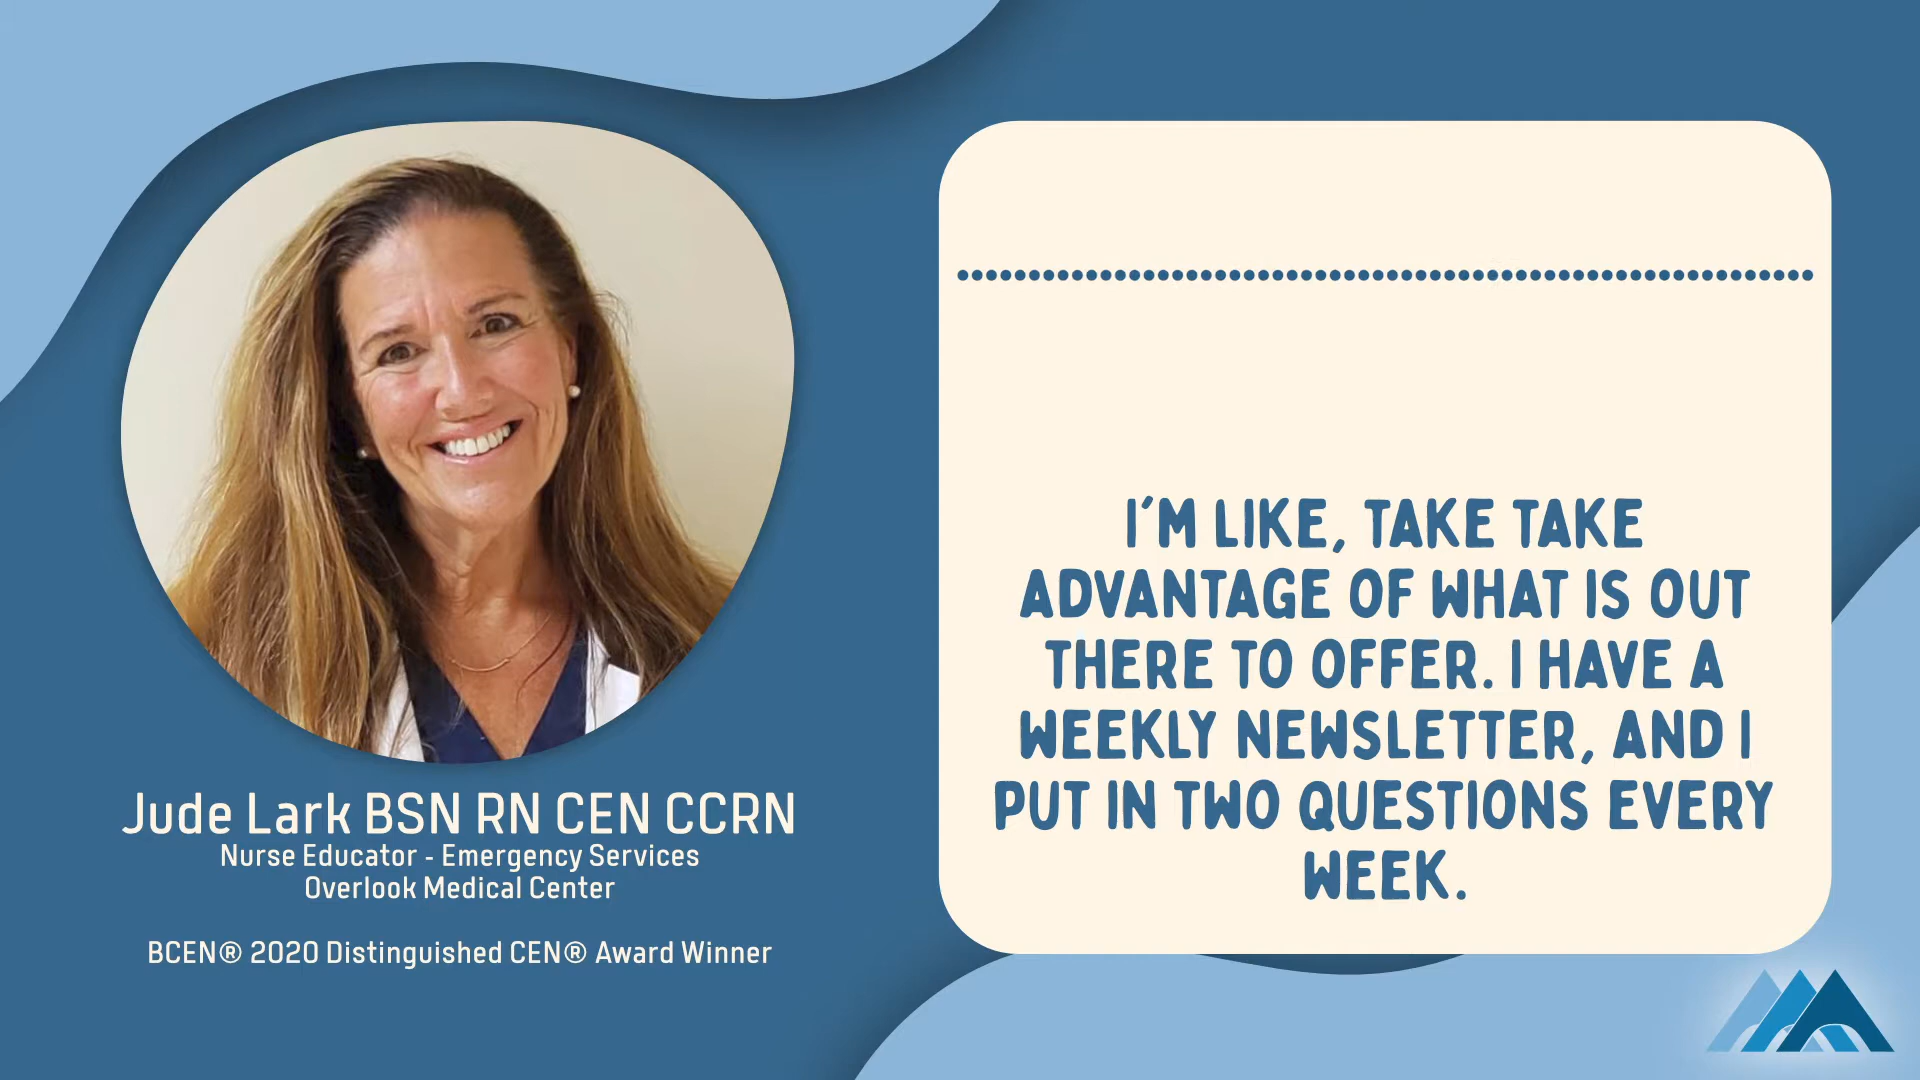 Jude Lark BSN RN CEN CCRN
Nurse Educator - Emergency Services
Overlook Medical Center
BCEN® 2020 Distinguished CEN® Award Winner
I'M LIKE, TAKE TAKE
ADVANTAGE OF WHAT IS OUT
THERE TO OFFER. I HAVE A
WEEKLY NEWSLETTER, AND I
PUT IN TWO QUESTIONS EVERY
WEEK.